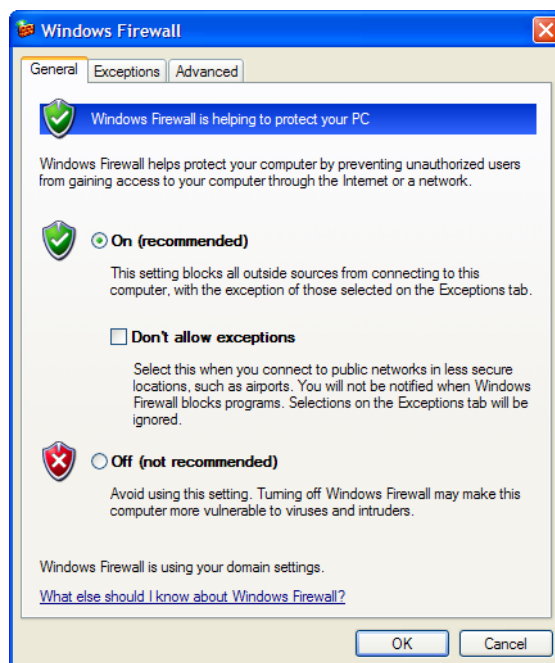 Windows Firewall
General Exceptions Advanced
Windows Firewall is helping to protect your PC
Windows Firewall helps protect your computer by preventing unauthorized users
from gaining access to your computer through the Internet or a network.
On (recommended)
This setting blocks all outside sources from connecting to this
computer, with the exception of those selected on the Exceptions tab.
Don't allow exceptions
Select this when you connect to public networks in less secure
locations, such as airports. You will not be notified when Windows
Firewall blocks programs. Selections on the Exceptions tab will be
ignored.
Off (not recommended)
Avoid using this setting. Turning off Windows Firewall may make this
computer more vulnerable to viruses and intruders.
Windows Firewall is using your domain settings.
What else should I know about Windows Firewall?
OK Cancel